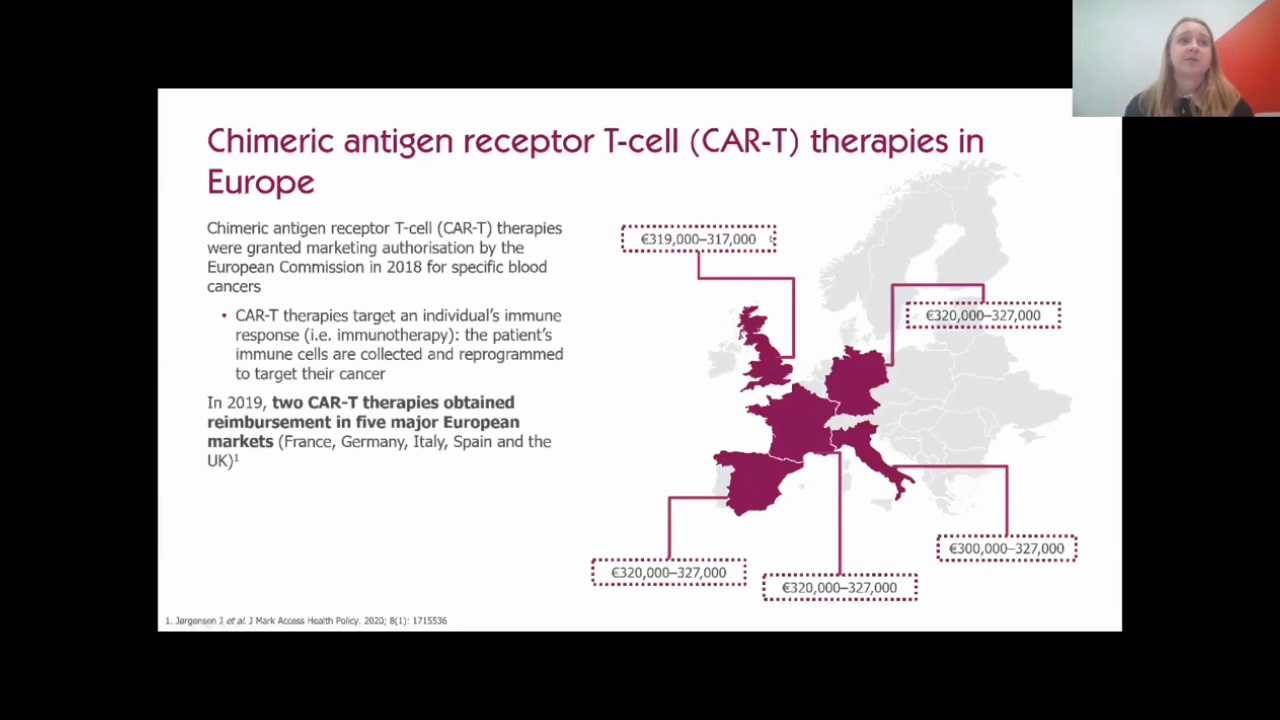 Chimeric antigen receptor T-cell (CAR-T) therapies in
Europe
Chimeric antigen receptor T-cell (CAR-T) therapies
were granted marketing authorisation by the
European Commission in 2018 for specific blood
cancers
• CAR-T therapies target an individual's immune
response (i.e. immunotherapy): the patient's
immune cells are collected and reprogrammed
to target their cancer
In 2019, two CAR-T therapies obtained
reimbursement in five major European
markets (France, Germany, Italy, Spain and the
UK)¹
€319,000–317,000
€320,000–327,000
€300,000–327,000
€320,000–327,000
€320,000–327,000
1. Jørgensen J et al. J Mark Access Health Policy. 2020; 8(1): 1715536